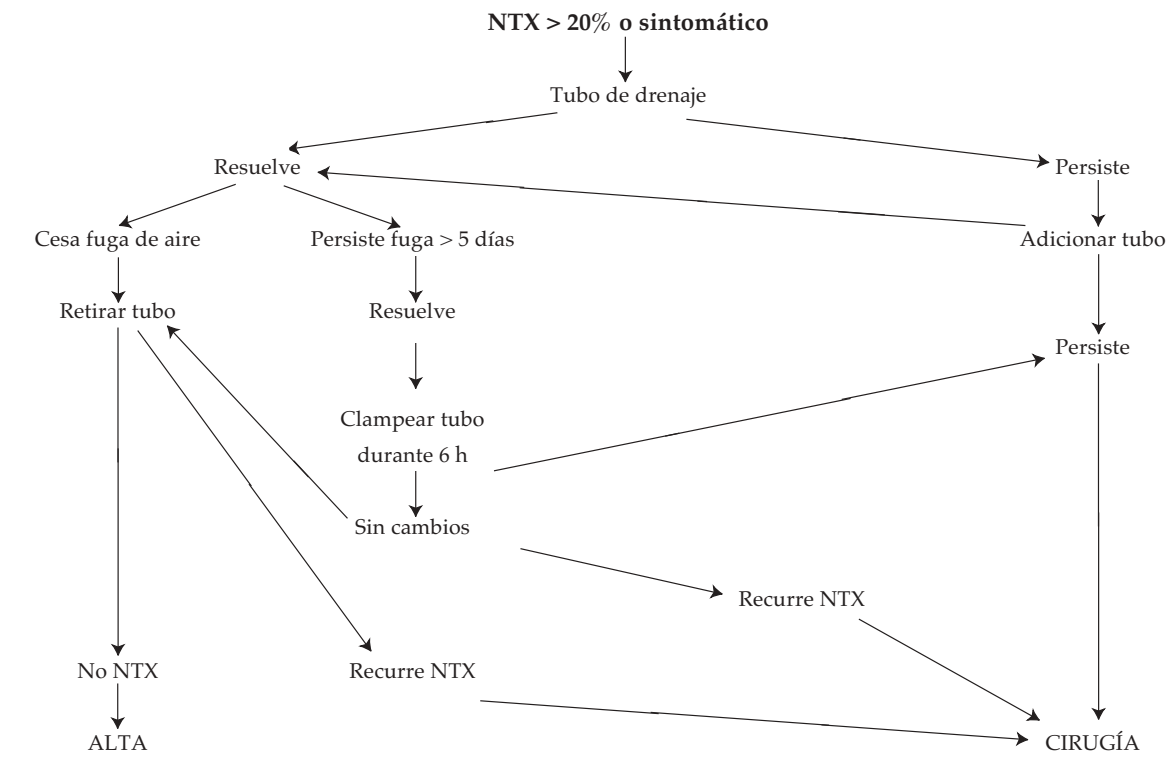 NTX > 20% o sintomático
Tubo de drenaje
Resuelve
Persiste
Cesa fuga de aire
Persiste fuga > 5 días
Adicionar tubo
Retirar tubo
Resuelve
Persiste
Clampear tubo
durante 6 h
Sin cambios
Recurre NTX
No NTX
Recurre NTX
ALTA
CIRUGÍA